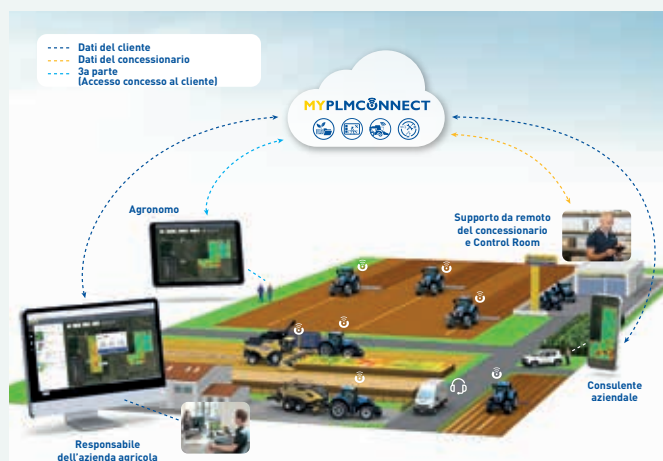 Dati del cliente
Dati del concessionario
3a parte
(Accesso concesso al cliente)
MYPLMCONNECT
Agronomo
Supporto da remoto
del concessionario
e Control Room
Consulente
aziendale
Responsabile
dell'azienda agricola